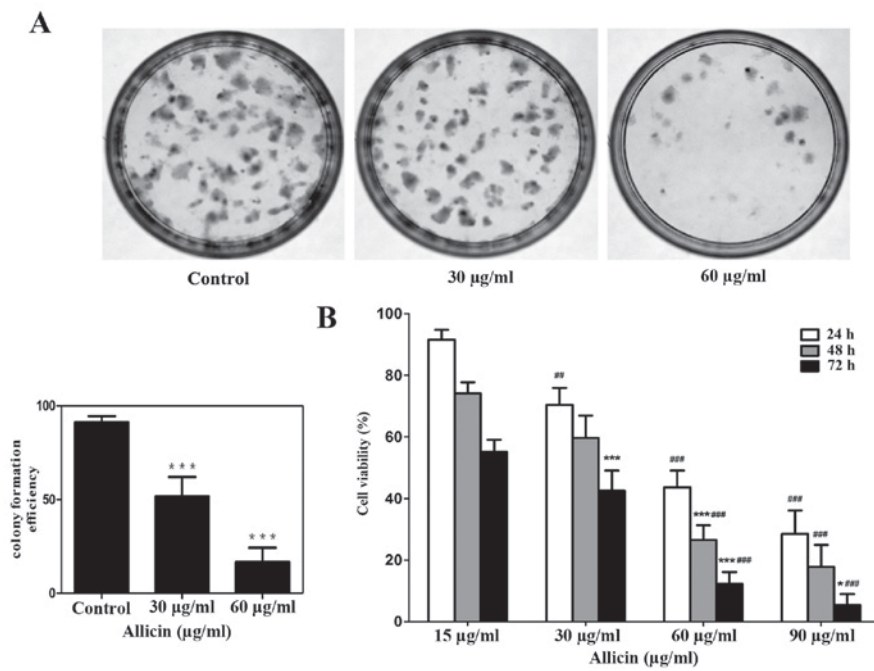 A
Control
30 µg/ml
60 µg/ml
100
50
0
colony formation
efficiency
***
***
Control
30 µg/ml
60 µg/ml
Allicin (µg/ml)
B
100
80
60
40
20
0
Cell viability (%)
24 h
48 h
72 h
##
***
###
***###
***###
###
###
*###
15 µg/ml
30 µg/ml
60 µg/ml
90 µg/ml
Allicin (µg/ml)